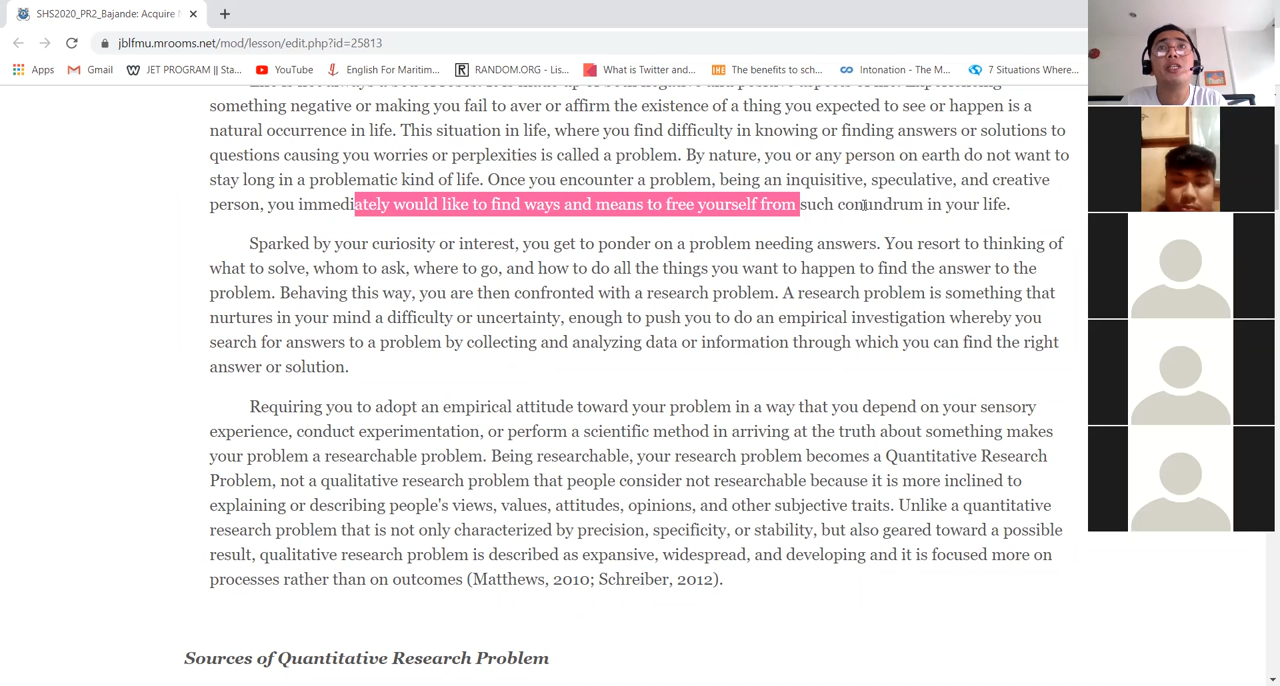 SHS2020_PR2_Bajande: Acquire
jblfmu.mrooms.net/mod/lesson/edit.php?id=25813
Apps Gmail JET PROGRAM || Sta... YouTube English For Maritim... RANDOM.ORG - Lis... What is Twitter and... The benefits to sch... Intonation - The M... 7 Situations Where...
something negative or making you fail to ever or affirm the existence of a thing you expected to see or happen is a
natural occurrence in life. This situation in life, where you find difficulty in knowing or finding answers or solutions to
questions causing you worries or perplexities is called a problem. By nature, you or any person on earth do not want to
stay long in a problematic kind of life. Once you encounter a problem, being an inquisitive, speculative, and creative
person, you immediately would like to find ways and means to free yourself from such conundrum in your life.
Sparked by your curiosity or interest, you get to ponder on a problem needing answers. You resort to thinking of
what to solve, whom to ask, where to go, and how to do all the things you want to happen to find the answer to the
problem. Behaving this way, you are then confronted with a research problem. A research problem is something that
nurtures in your mind a difficulty or uncertainty, enough to push you to do an empirical investigation whereby you
search for answers to a problem by collecting and analyzing data or information through which you can find the right
answer or solution.
Requiring you to adopt an empirical attitude toward your problem in a way that you depend on your sensory
experience, conduct experimentation, or perform a scientific method in arriving at the truth about something makes
your problem a researchable problem. Being researchable, your research problem becomes a Quantitative Research
Problem, not a qualitative research problem that people consider not researchable because it is more inclined to
explaining or describing people's views, values, attitudes, opinions, and other subjective traits. Unlike a quantitative
research problem that is not only characterized by precision, specificity, or stability, but also geared toward a possible
result, qualitative research problem is described as expansive, widespread, and developing and it is focused more on
processes rather than on outcomes (Matthews, 2010; Schreiber, 2012).
Sources of Quantitative Research Problem